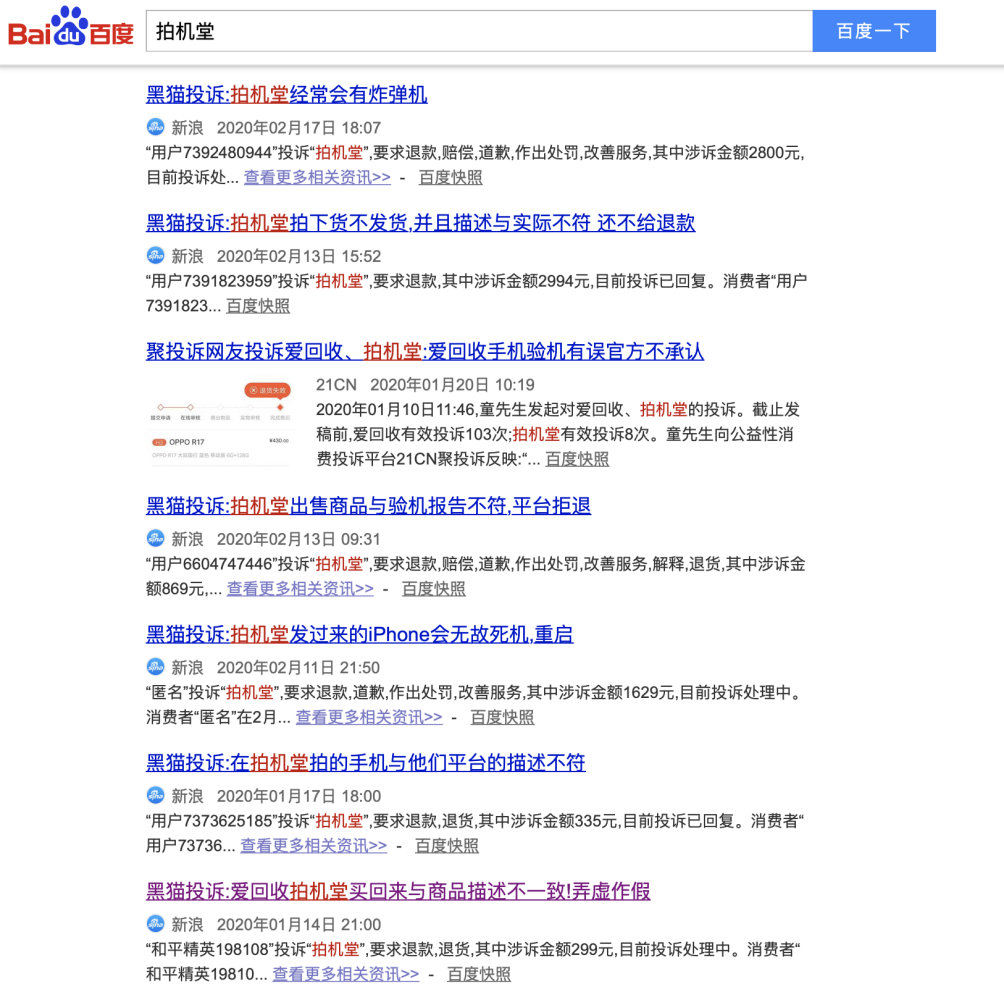 Bai du 百度 拍机堂 百度一下
黑猫投诉:拍机堂经常会有炸弹机
新浪 2020年02月17日 18:07
“用户7392480944”投诉“拍机堂”,要求退款,赔偿,道歉,作出处罚,改善服务,其中涉诉金额2800元,
目前投诉处... 查看更多相关资讯>> - 百度快照
黑猫投诉:拍机堂拍下货不发货,并且描述与实际不符 还不给退款
新浪 2020年02月13日 15:52
“用户7391823959”投诉“拍机堂”,要求退款,其中涉诉金额2994元,目前投诉已回复。消费者“用户
7391823... 百度快照
聚投诉网友投诉爱回收、拍机堂:爱回收手机验机有误官方不承认
退货失败
提交申请 在线审核 寄出商品 实物审核 完成售后
OPPO R17 ¥430.00
21CN 2020年01月20日 10:19
2020年01月10日11:46,童先生发起对爱回收、拍机堂的投诉。截止发
稿前,爱回收有效投诉103次;拍机堂有效投诉8次。童先生向公益性消
费投诉平台21CN聚投诉反映:“... 百度快照
黑猫投诉:拍机堂出售商品与验机报告不符,平台拒退
新浪 2020年02月13日 09:31
“用户6604747446”投诉“拍机堂”,要求退款,赔偿,道歉,作出处罚,改善服务,解释,退货,其中涉诉金
额869元,... 查看更多相关资讯>> - 百度快照
黑猫投诉:拍机堂发过来的iPhone会无故死机,重启
新浪 2020年02月11日 21:50
“匿名”投诉“拍机堂”,要求退款,道歉,作出处罚,改善服务,其中涉诉金额1629元,目前投诉处理中。
消费者“匿名”在2月... 查看更多相关资讯>> - 百度快照
黑猫投诉:在拍机堂拍的手机与他们平台的描述不符
新浪 2020年01月17日 18:00
“用户7373625185”投诉“拍机堂”,要求退款,退货,其中涉诉金额335元,目前投诉已回复。消费者“
用户73736... 查看更多相关资讯>> - 百度快照
黑猫投诉:爱回收拍机堂买回来与商品描述不一致!弄虚作假
新浪 2020年01月14日 21:00
“和平精英198108”投诉“拍机堂”,要求退款,退货,其中涉诉金额299元,目前投诉处理中。消费者“
和平精英19810... 查看更多相关资讯>> - 百度快照